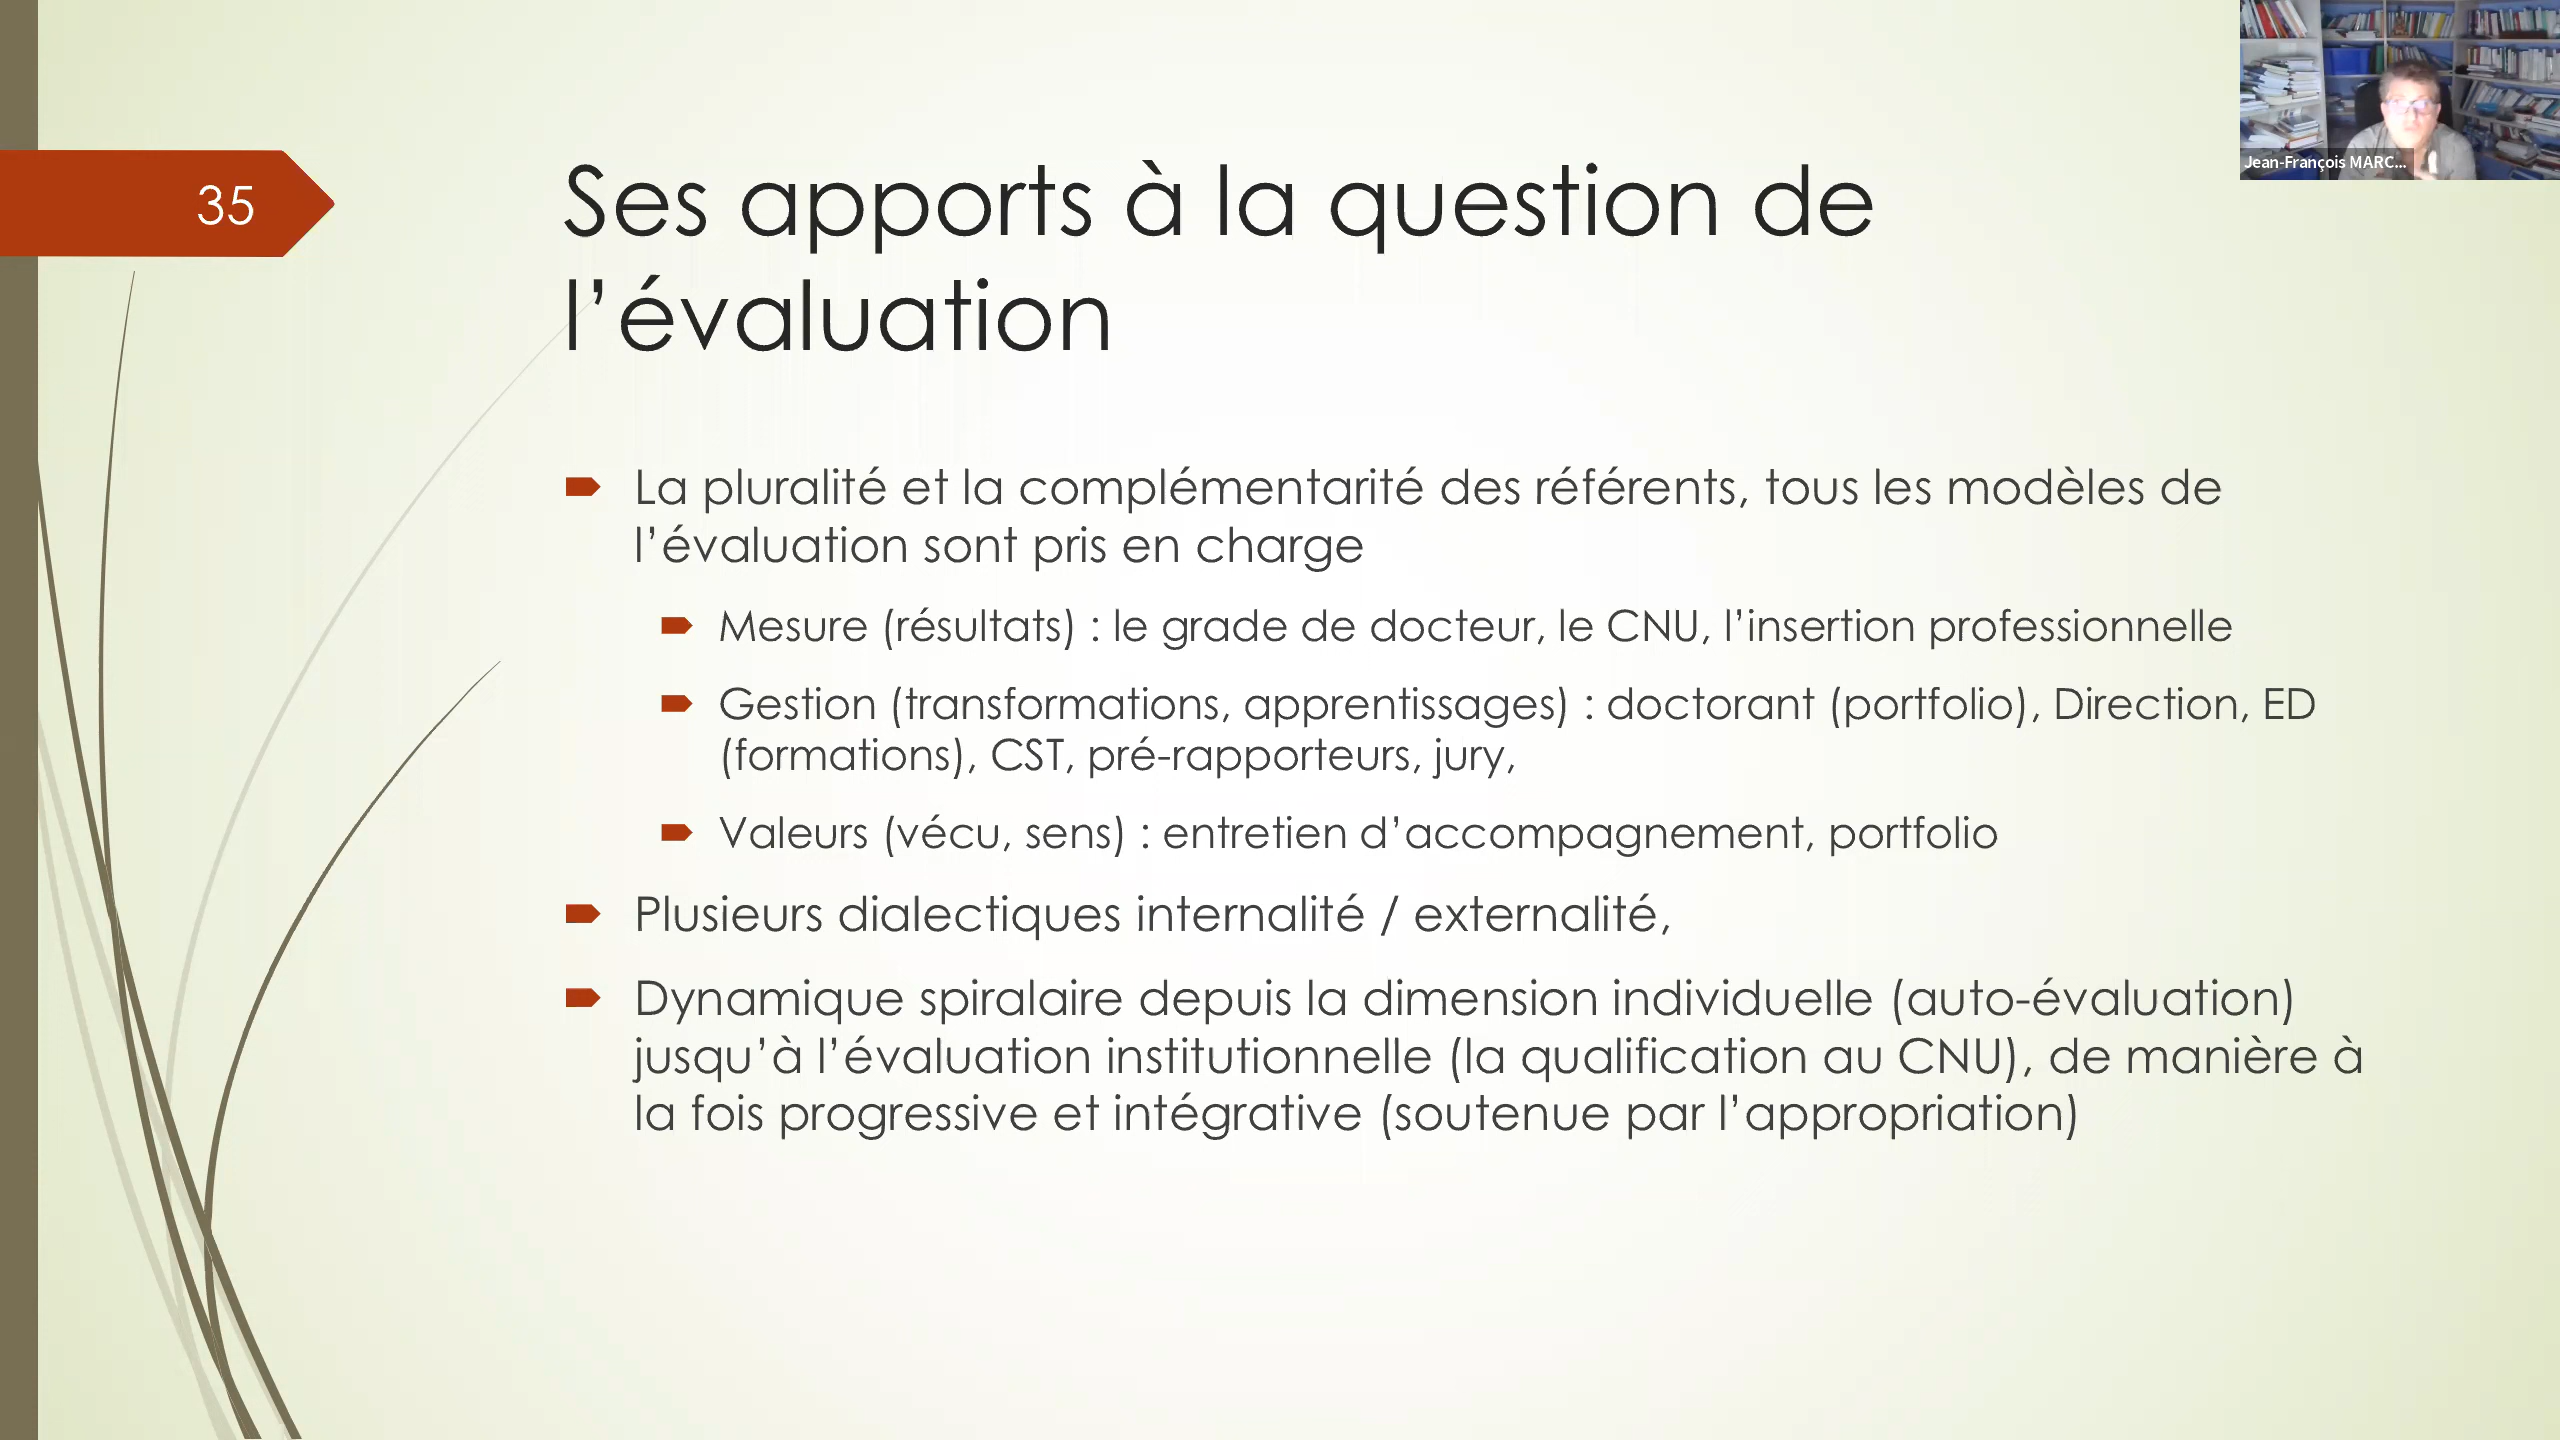 35
Ses apports à la question de
l’évaluation
La pluralité et la complémentarité des référents, tous les modèles de
l’évaluation sont pris en charge
Mesure (résultats) : le grade de docteur, le CNU, l’insertion professionnelle
Gestion (transformations, apprentissages) : doctorant (portfolio), Direction, ED
(formations), CST, pré-rapporteurs, jury,
Valeurs (vécu, sens) : entretien d’accompagnement, portfolio
Plusieurs dialectiques internalité / externalité,
Dynamique spiralaire depuis la dimension individuelle (auto-évaluation)
jusqu’à l’évaluation institutionnelle (la qualification au CNU), de manière à
la fois progressive et intégrative (soutenue par l’appropriation)
Jean-François MARC...